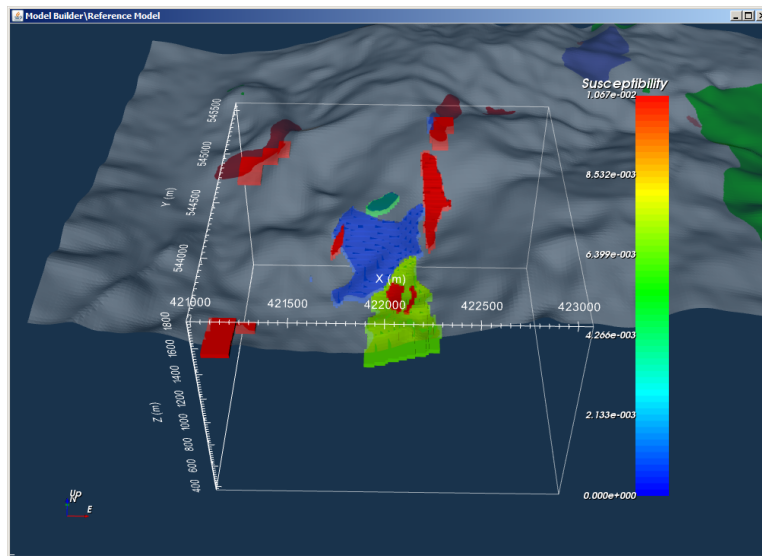 Model Builder\Reference Model
Susceptibility
1.067e-002
8.532e-003
6.399e-003
4.266e-003
2.133e-003
0.000e+000
545500
545000
544500
544000
Y (m)
X (m)
421000
421500
422000
422500
423000
1800
1600
1400
1200
1000
800
600
400
Z (m)
UP
N
E